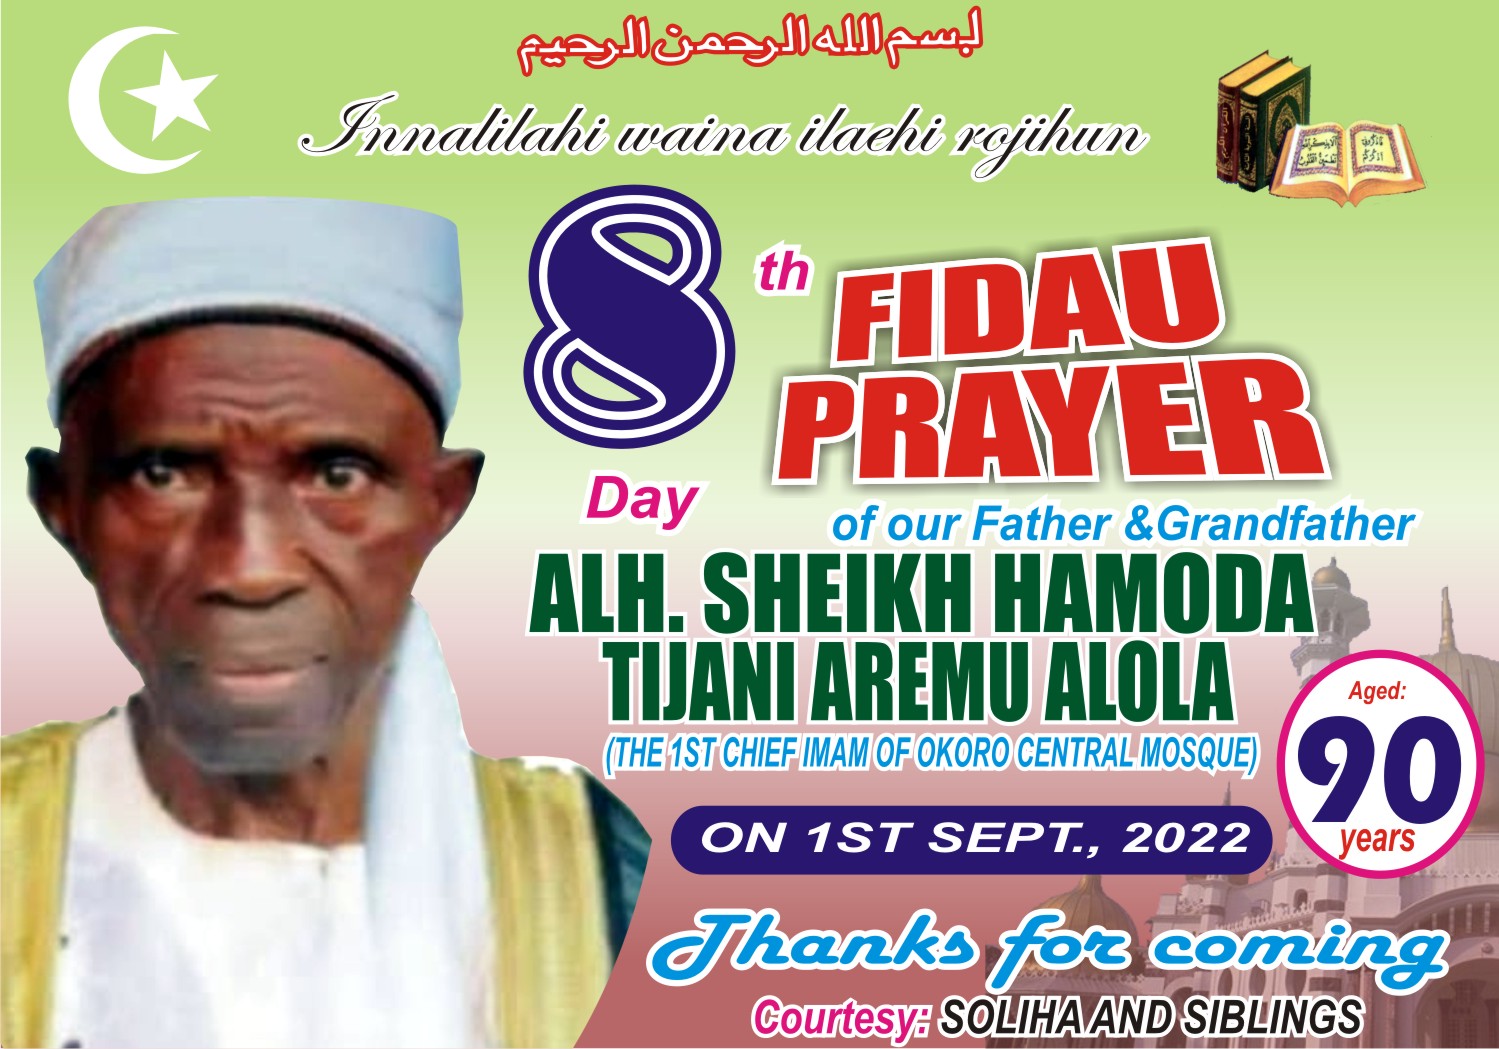 بسم الله الرحمن الرحيم
Innalilahi waina ilaehi rojihun
8th
Day
FIDAU
PRAYER
of our Father &Grandfather
ALH. SHEIKH HAMODA
TIJANI AREMU ALOLA
(THE 1ST CHIEF IMAM OF OKORO CENTRAL MOSQUE)
Aged:
90
years
ON 1ST SEPT., 2022
Thanks for coming
Courtesy: SOLIHA AND SIBLINGS